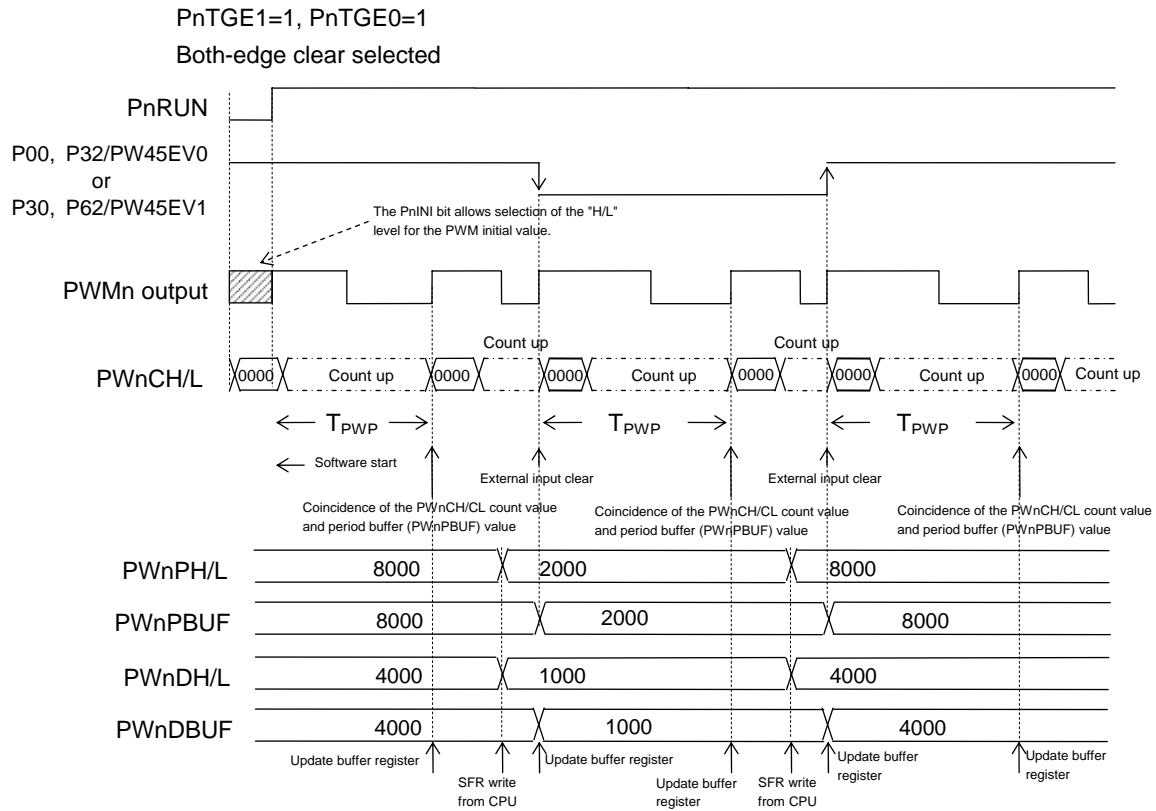 PnTGE1=1, PnTGE0=1
Both-edge clear selected
PnRUN
P00, P32/PW45EV0
or
P30, P62/PW45EV1
The PnINI bit allows selection of the "H/L"
level for the PWM initial value.
PWMn output
Count up
Count up
PWnCH/L
0000
Count up
0000
0000
Count up
0000
0000
Count up
0000
Count up
TPWP
TPWP
TPWP
Software start
External input clear
External input clear
Coincidence of the PWnCH/CL count value
and period buffer (PWnPBUF) value
Coincidence of the PWnCH/CL count value
and period buffer (PWnPBUF) value
Coincidence of the PWnCH/CL count value
and period buffer (PWnPBUF) value
PWnPH/L
8000
2000
8000
PWnPBUF
8000
2000
8000
PWnDH/L
4000
1000
4000
PWnDBUF
4000
1000
4000
Update buffer register
SFR write
from CPU
Update buffer register
Update buffer
register
SFR write
from CPU
Update buffer
register
Update buffer
register